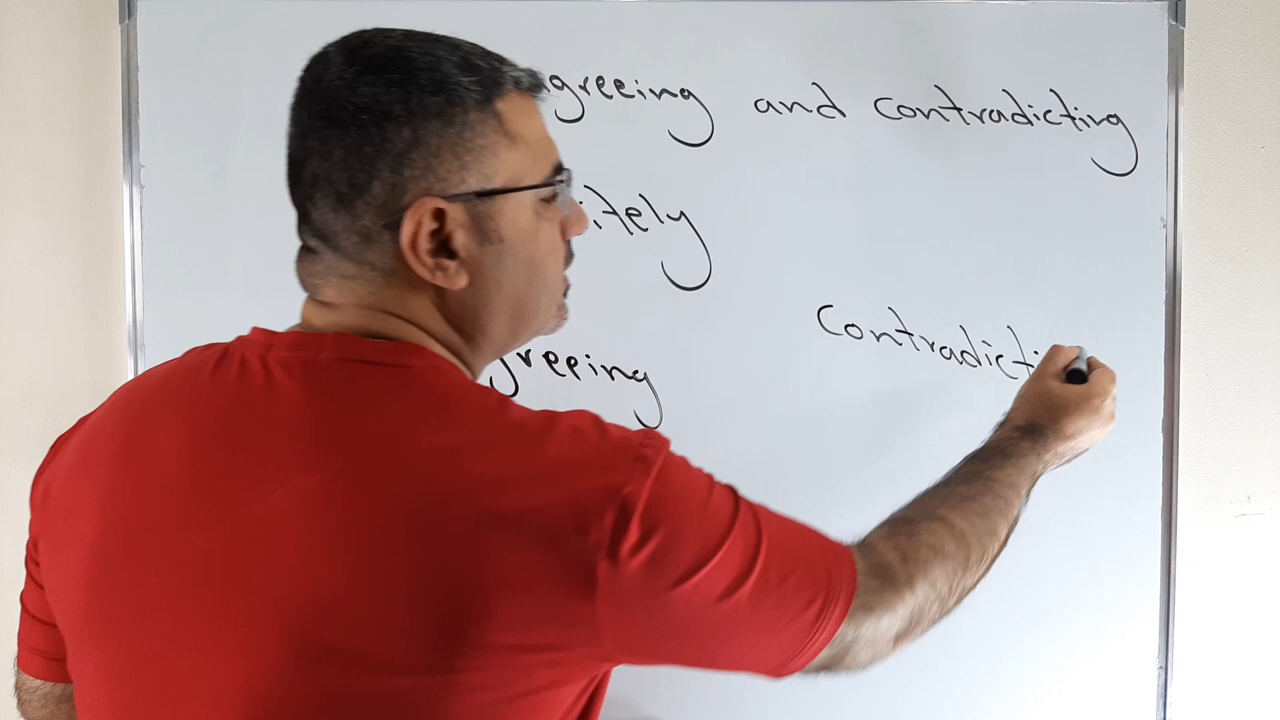 greeing and contradicting
itely
greeing
Contradicti